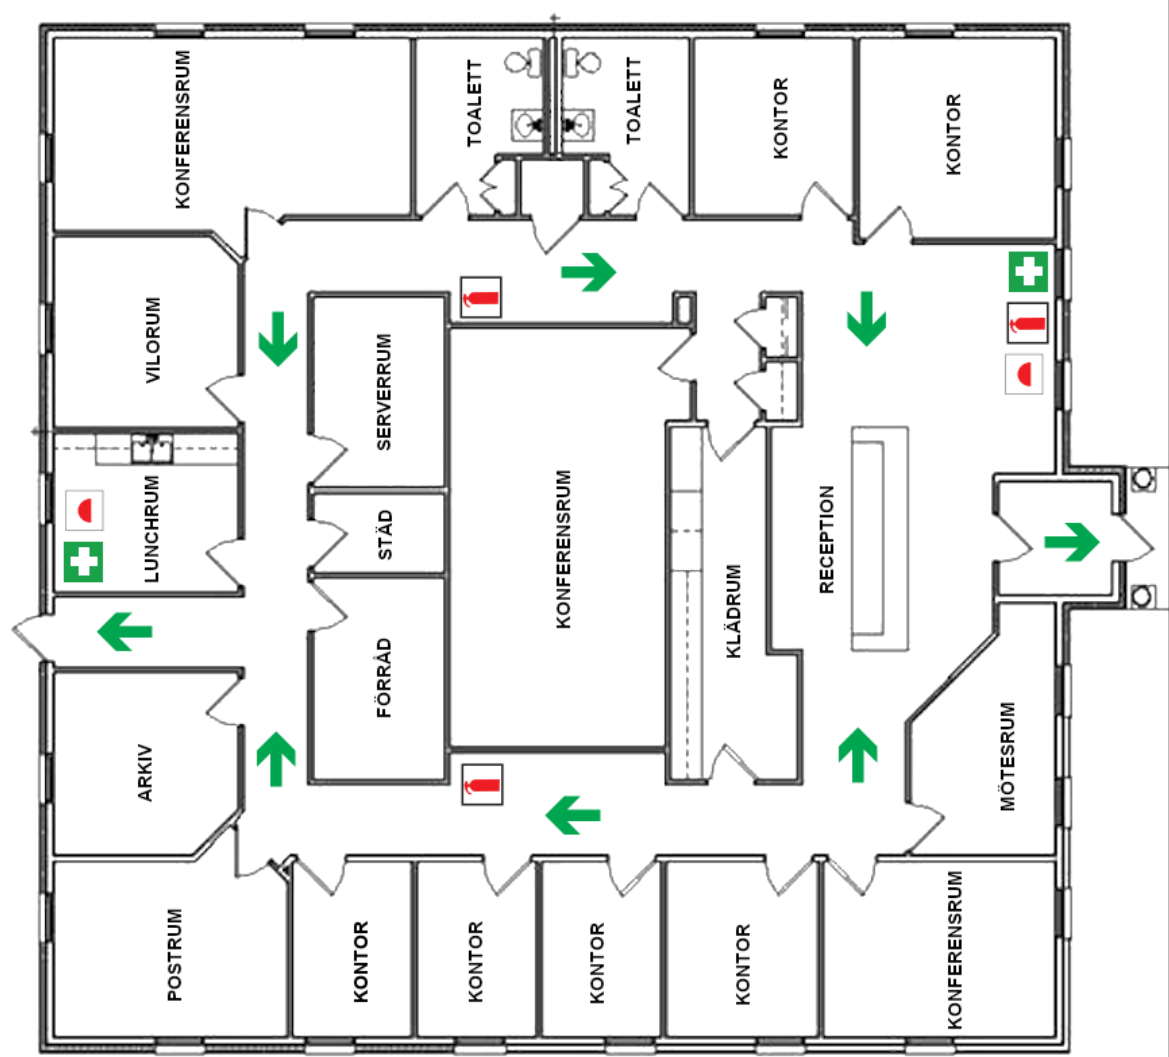 KONFERENSRUM
TOALETT
TOALETT
KONTOR
KONTOR
VILORUM
SERVERRUM
LUNCHRUM
STÄD
KONFERENSRUM
RECEPTION
KLÄDRUM
FÖRRÅD
ARKIV
MÖTESRUM
POSTRUM
KONTOR
KONTOR
KONTOR
KONTOR
KONFERENSRUM